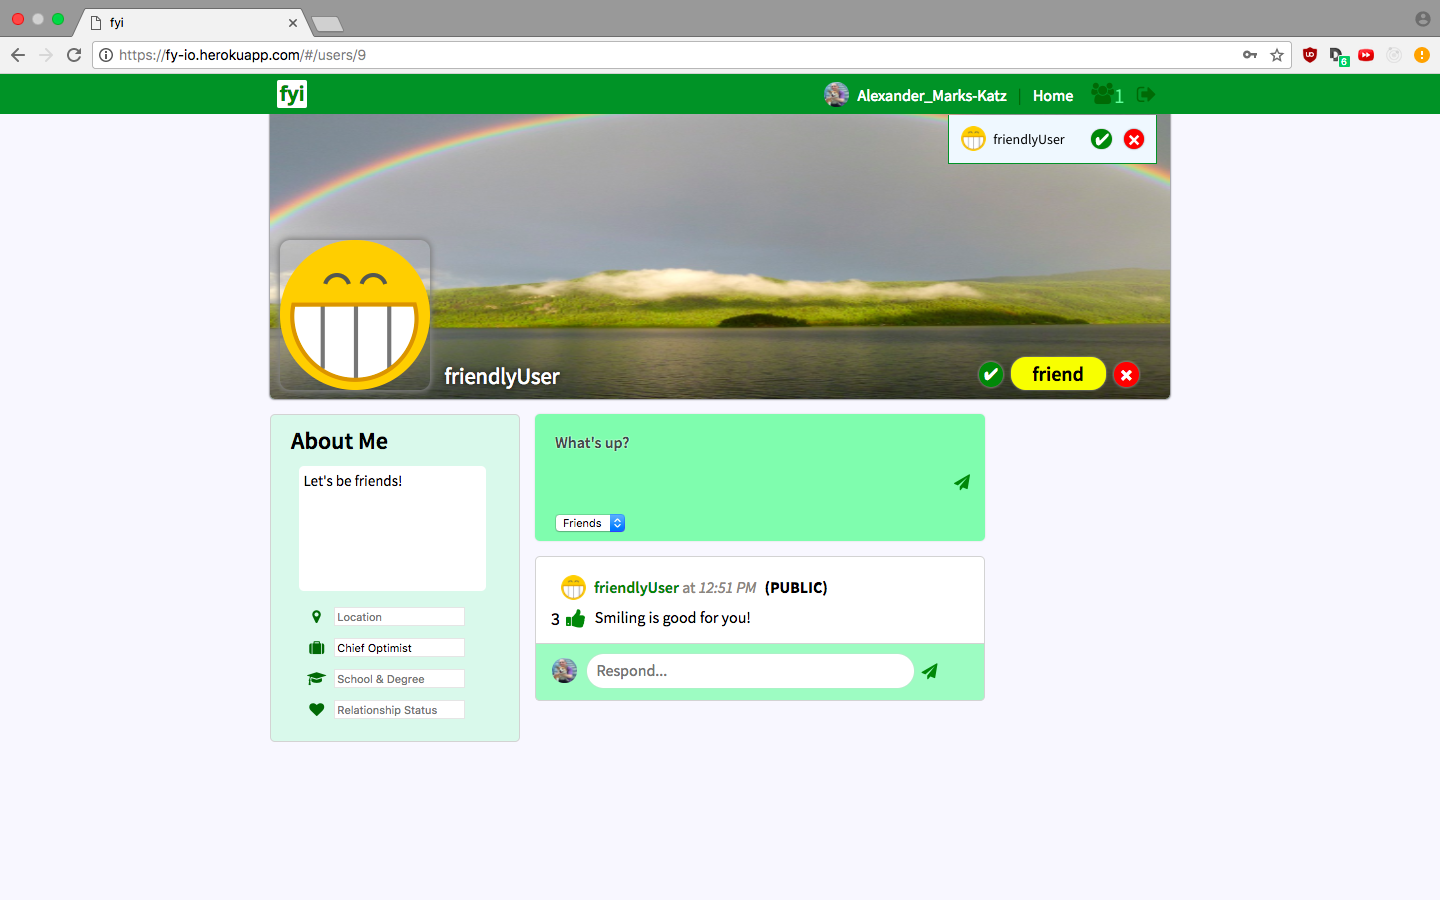 fyi
https://fy-io.herokuapp.com/#/users/9
6
fyi
Alexander_Marks-Katz | Home 1
friendlyUser
friendlyUser
friend
About Me
Let's be friends!
Location
Chief Optimist
School & Degree
Relationship Status
What's up?
Friends
friendlyUser at 12:51 PM (PUBLIC)
3 Smiling is good for you!
Respond...